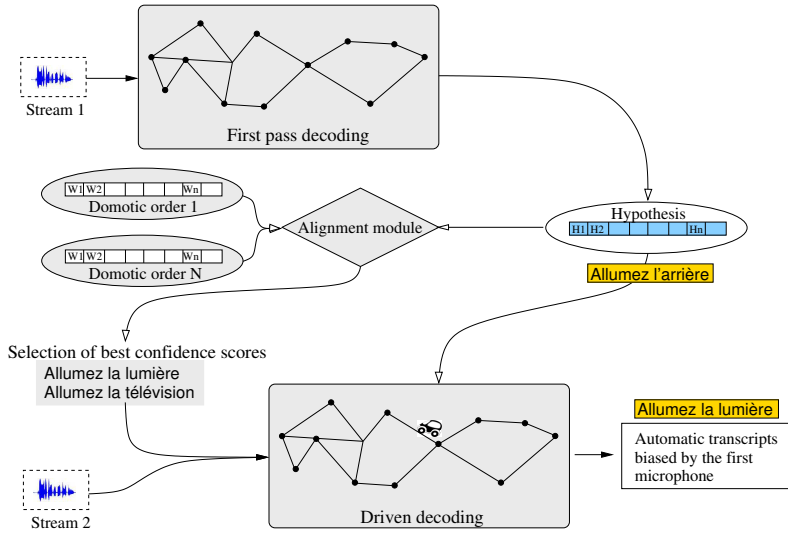 Stream 1
First pass decoding
W1 W2 Wn
Domotic order 1
Alignment module
Hypothesis
H1 H2 Hn
W1 W2 Wn
Domotic order N
Allumez l'arrière
Selection of best confidence scores
Allumez la lumière
Allumez la télévision
Allumez la lumière
Automatic transcripts
biased by the first
microphone
Stream 2
Driven decoding